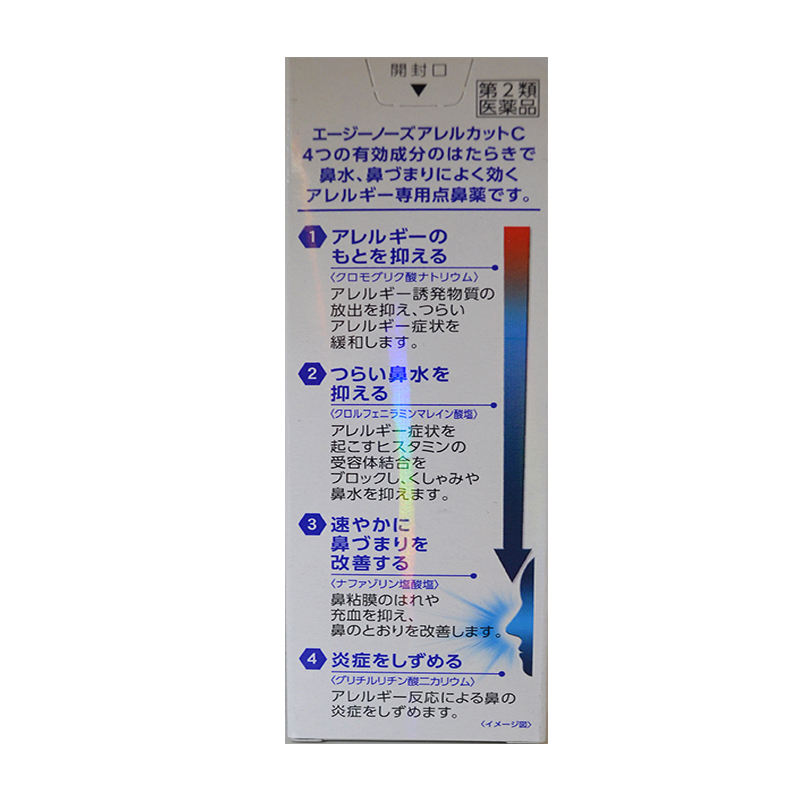 開封口
第2類
医薬品
エージーノーズアレルカットC
4つの有効成分のはたらきで
鼻水、鼻づまりによく効く
アレルギー専用点鼻薬です。
1 アレルギーの
もとを抑える
〈クロモグリク酸ナトリウム〉
アレルギー誘発物質の
放出を抑え、つらい
アレルギー症状を
緩和します。
2 つらい鼻水を
抑える
〈クロルフェニラミンマレイン酸塩〉
アレルギー症状を
起こすヒスタミンの
受容体結合を
ブロックし、くしゃみや
鼻水を抑えます。
3 速やかに
鼻づまりを
改善する
〈ナファゾリン塩酸塩〉
鼻粘膜のはれや
充血を抑え、
鼻のとおりを改善します。
4 炎症をしずめる
〈グリチルリチン酸二カリウム〉
アレルギー反応による鼻の
炎症をしずめます。
〈イメージ図〉